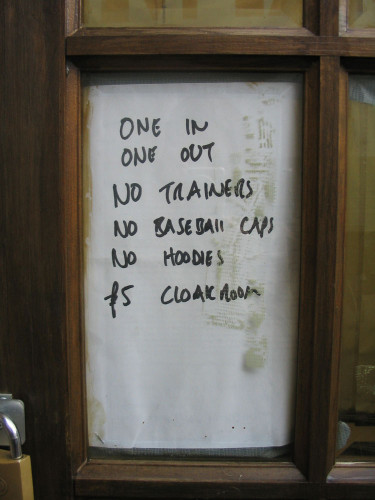 ONE IN
ONE OUT
NO TRAINERS
NO BASEBALL CAPS
NO HOODIES
£5 CLOAKROOM